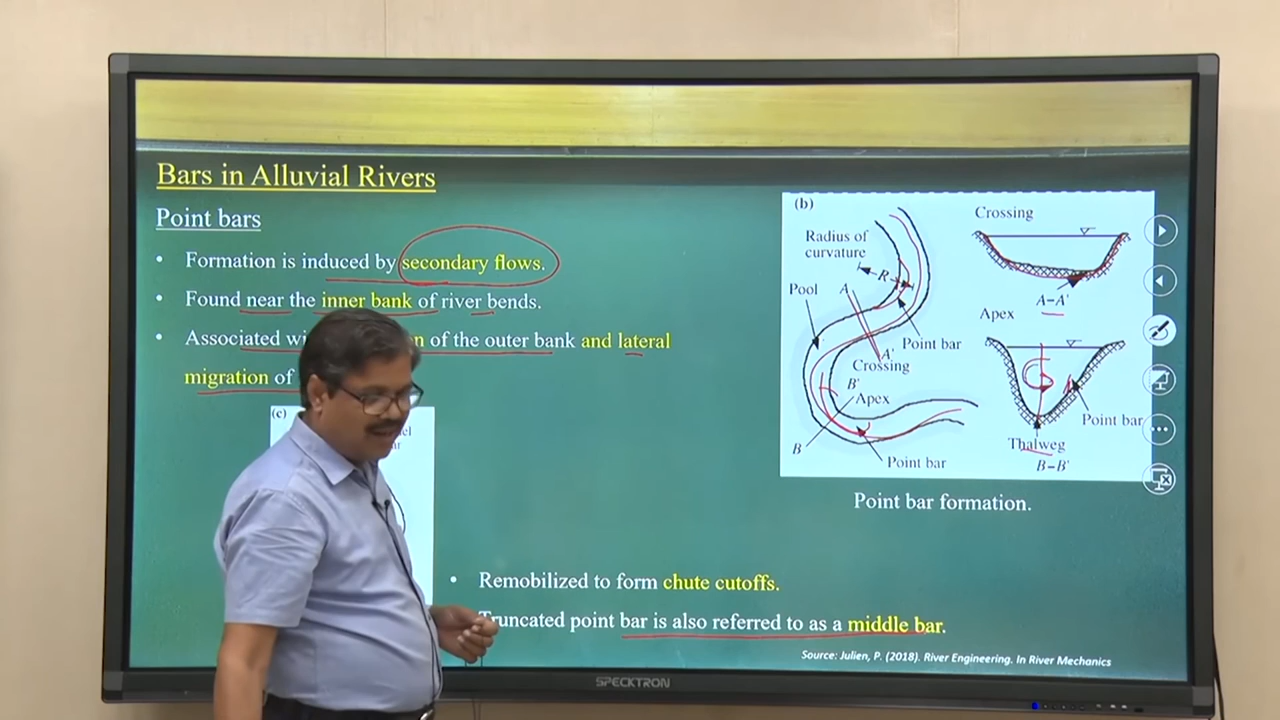 Bars in Alluvial Rivers
Point bars
• Formation is induced by secondary flows.
• Found near the inner bank of river bends.
• Associated of the outer bank and lateral
migration of
(c)
• Remobilized to form chute cutoffs.
Truncated point bar is also referred to as a middle bar.
(b)
Radius of
curvature
R
Pool
A
A'
Point bar
Crossing
B'
Apex
B
Point bar
Crossing
A–A'
Apex
Point bar
Thalweg
B–B'
Point bar formation.
Source: Julien, P. (2018). River Engineering. In River Mechanics
SPECKTRON